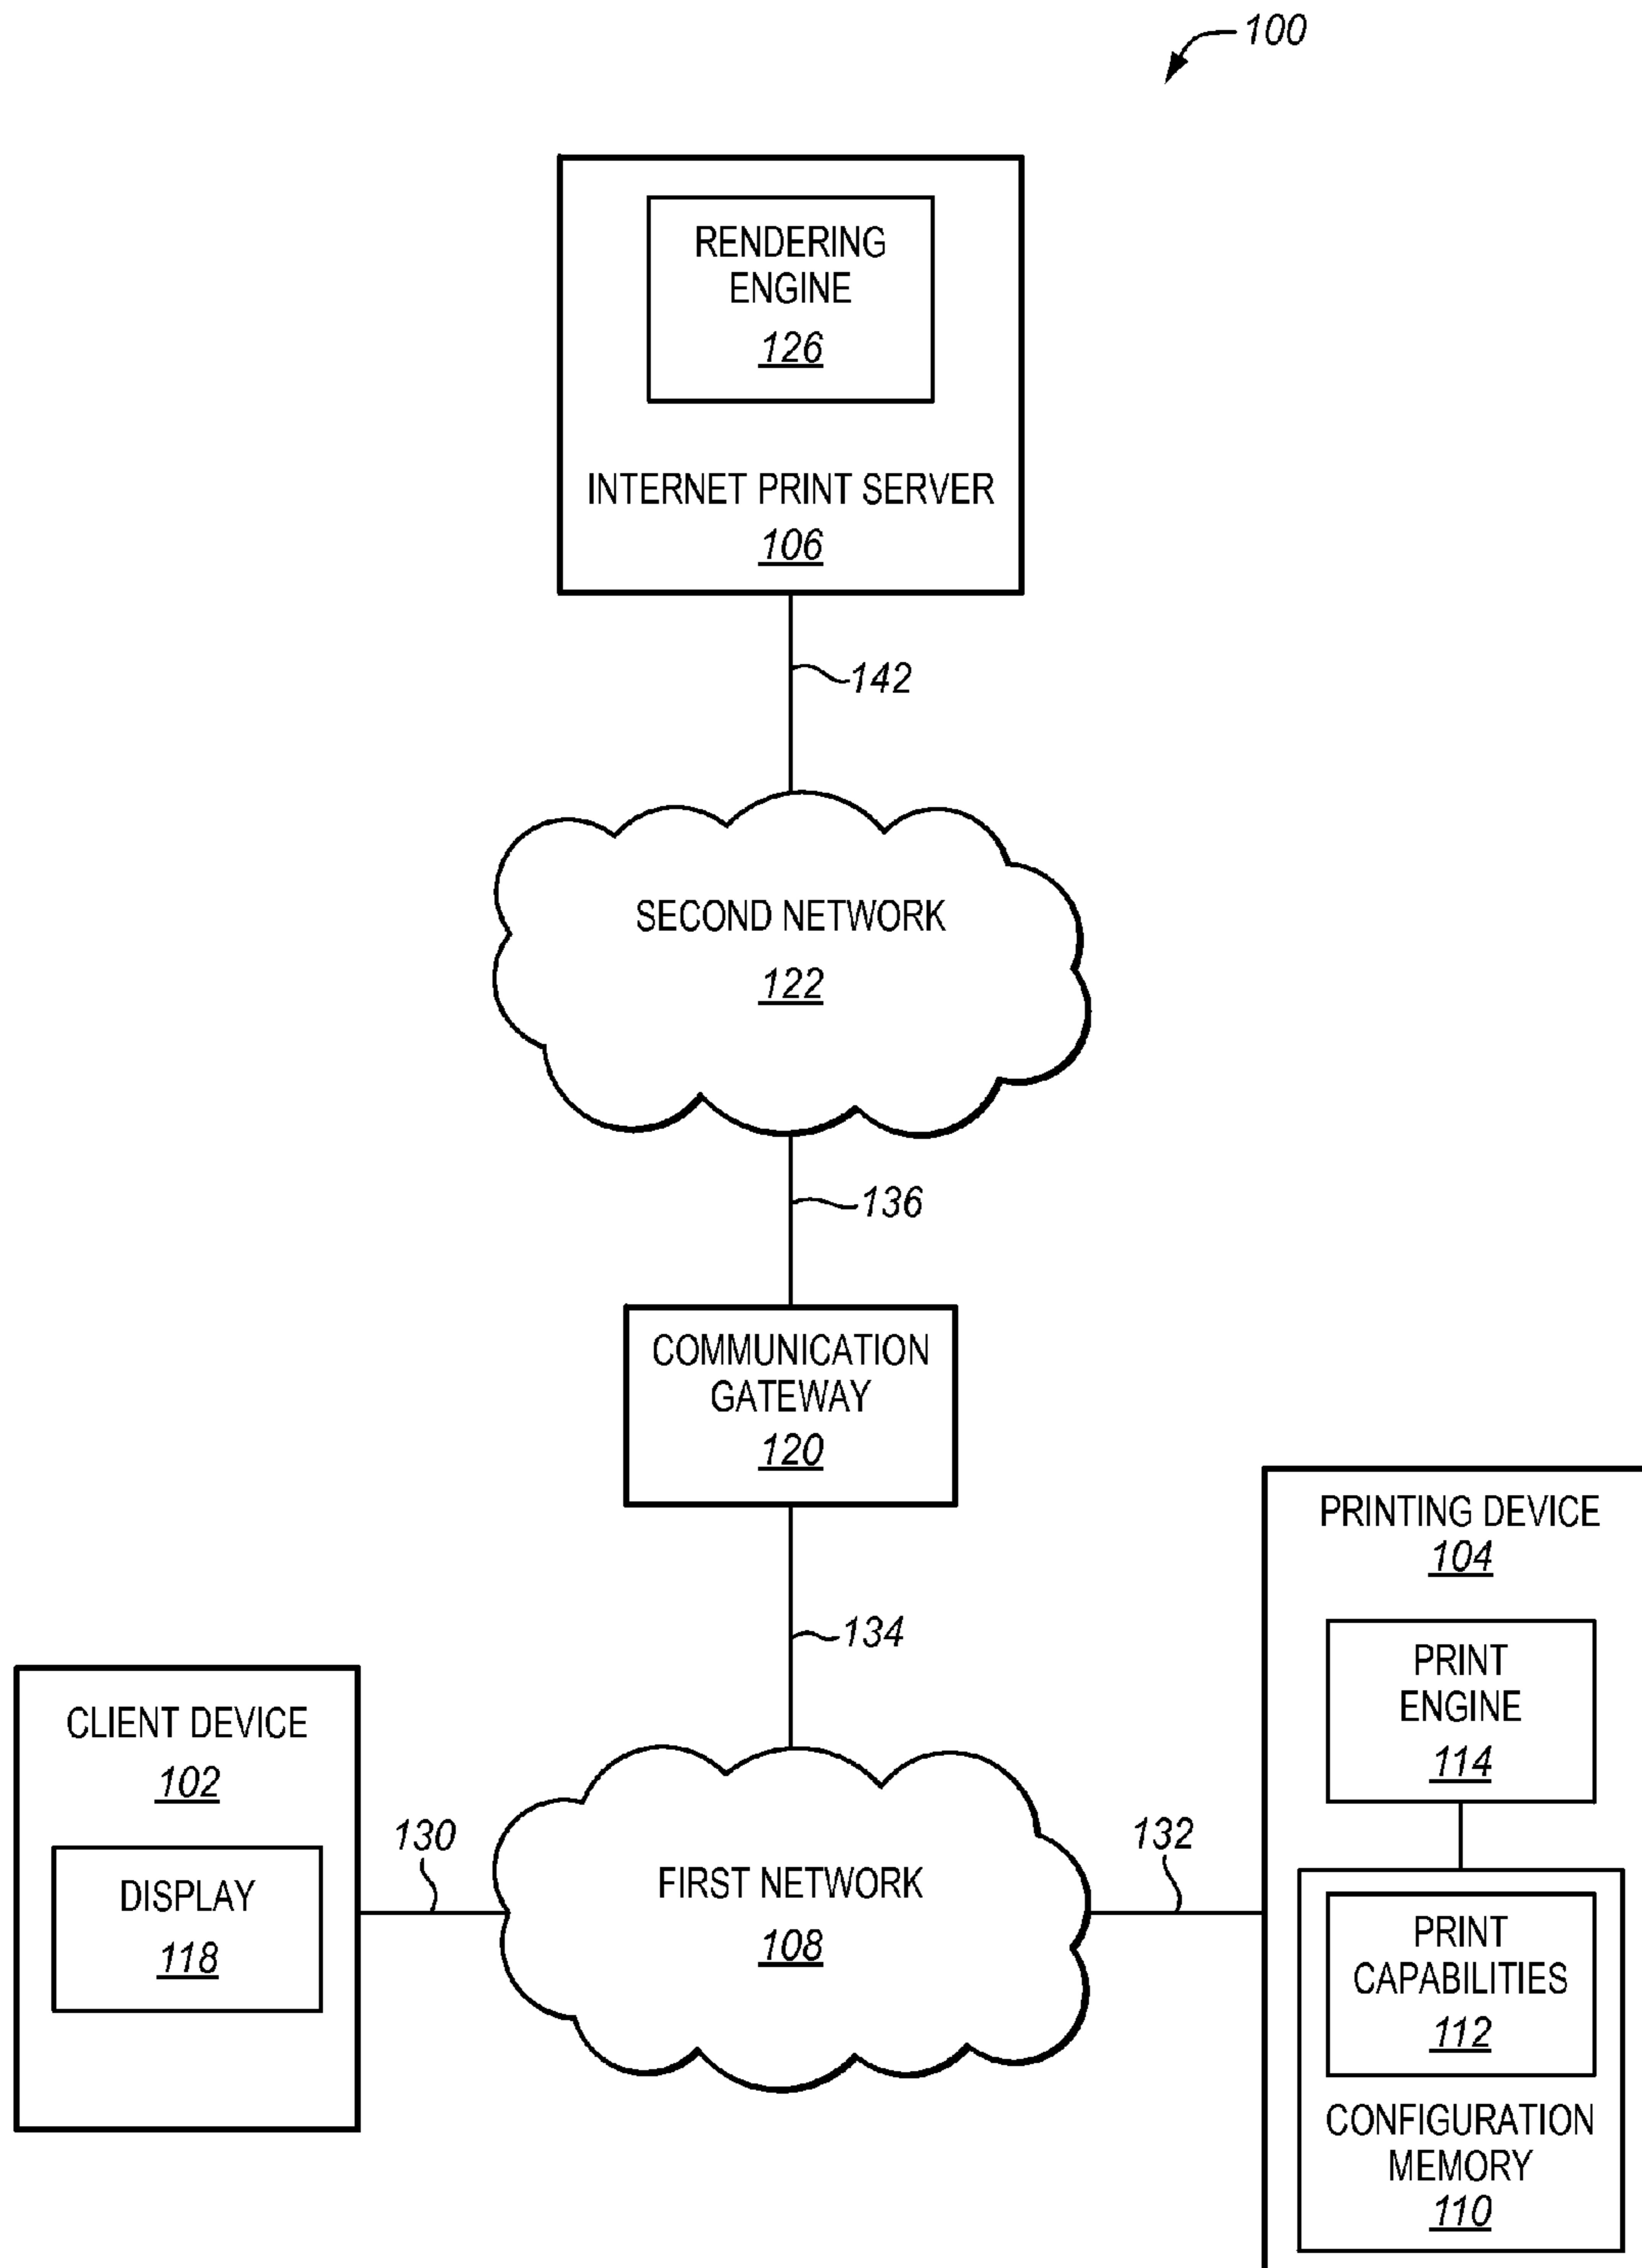 100
RENDERING
ENGINE
126
INTERNET PRINT SERVER
106
142
SECOND NETWORK
122
136
COMMUNICATION
GATEWAY
120
134
PRINTING DEVICE
104
PRINT
ENGINE
114
CLIENT DEVICE
102
DISPLAY
118
130
FIRST NETWORK
108
132
PRINT
CAPABILITIES
112
CONFIGURATION
MEMORY
110